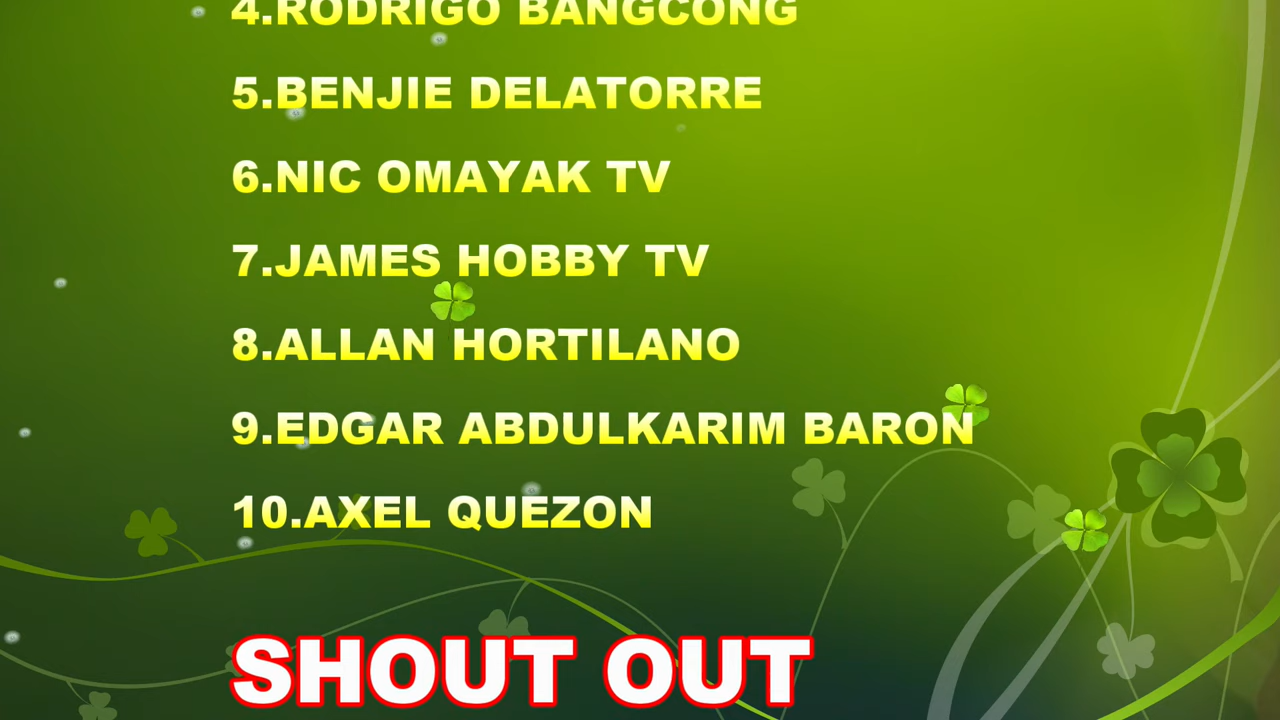 4.RODRIGO BANGCONG
5.BENJIE DELATORRE
6.NIC OMAYAK TV
7.JAMES HOBBY TV
8.ALLAN HORTILANO
9.EDGAR ABDULKARIM BARON
10.AXEL QUEZON
SHOUT OUT